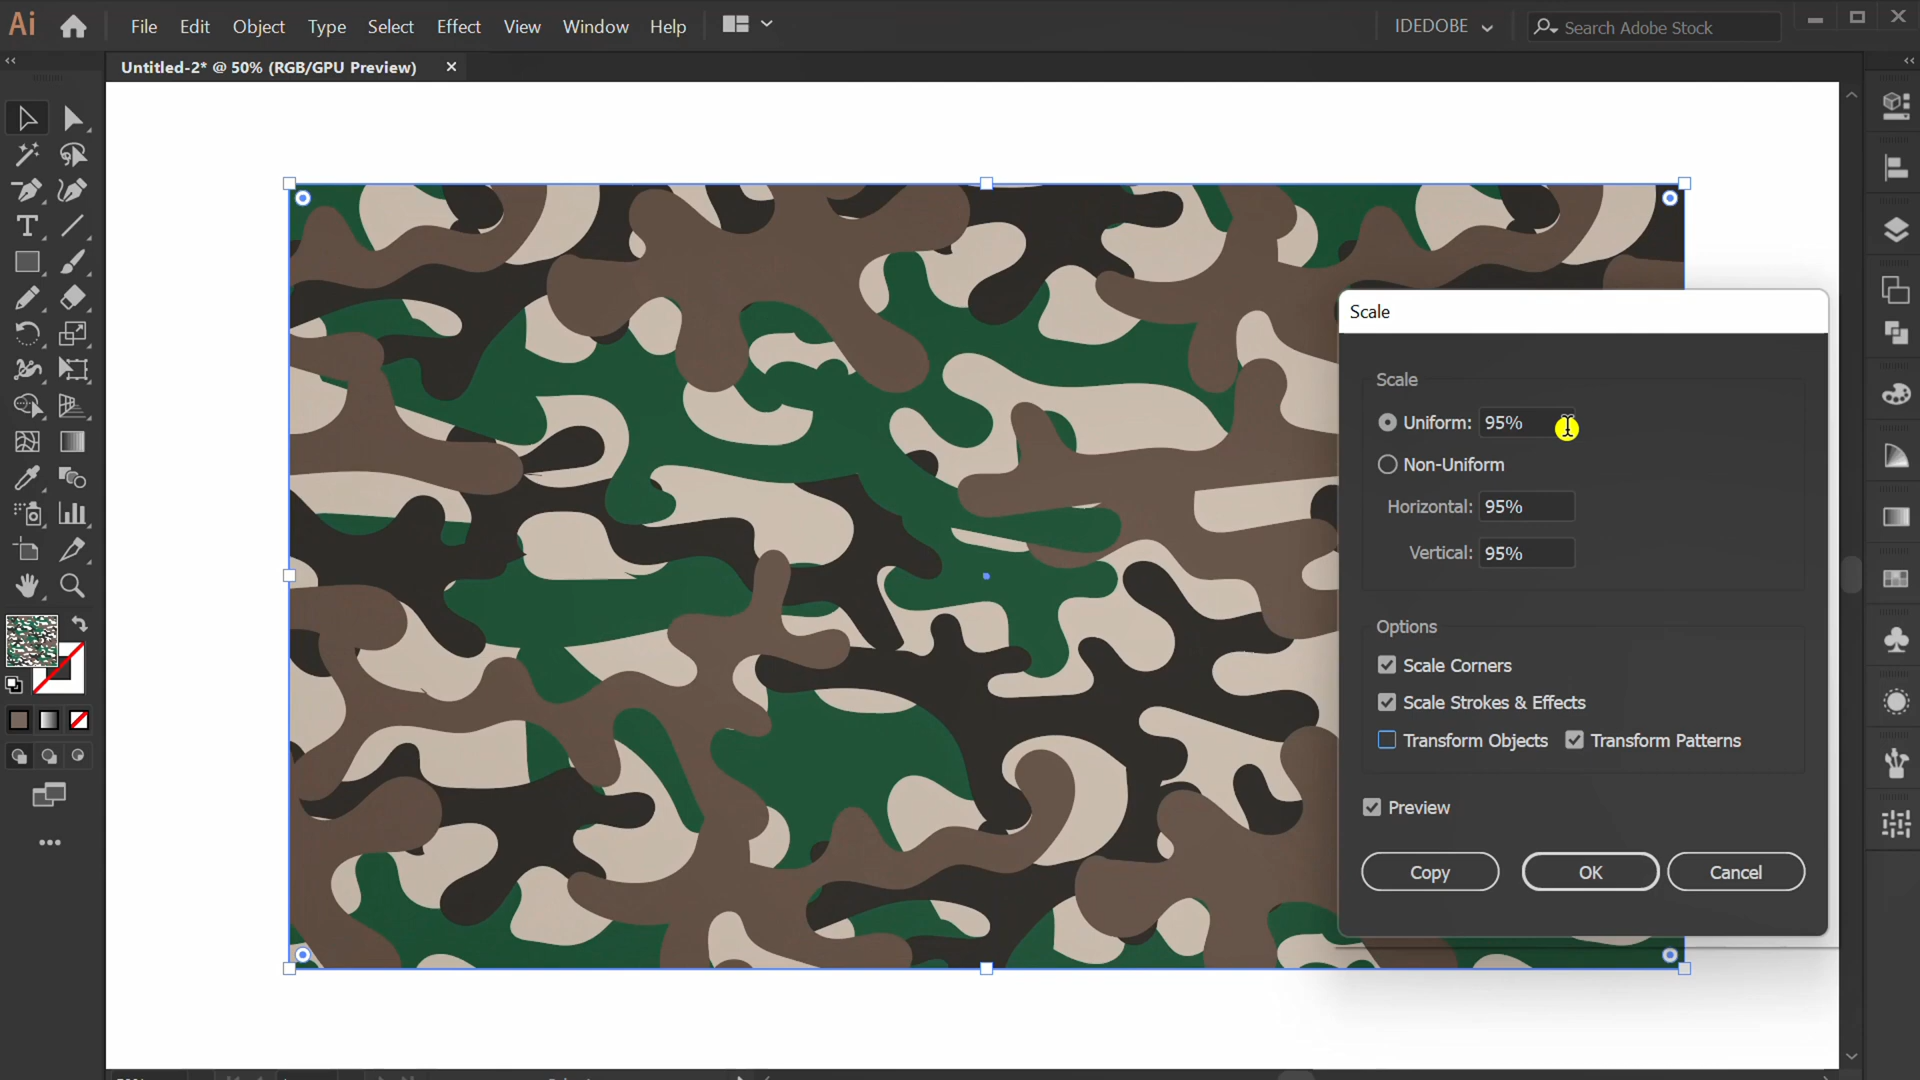 Ai File Edit Object Type Select Effect View Window Help IDEDOBE Search Adobe Stock
Untitled-2* @ 50% (RGB/GPU Preview)
Scale
Scale
Uniform: 95%
Non-Uniform
Horizontal: 95%
Vertical: 95%
Options
Scale Corners
Scale Strokes & Effects
Transform Objects Transform Patterns
Preview
Copy OK Cancel